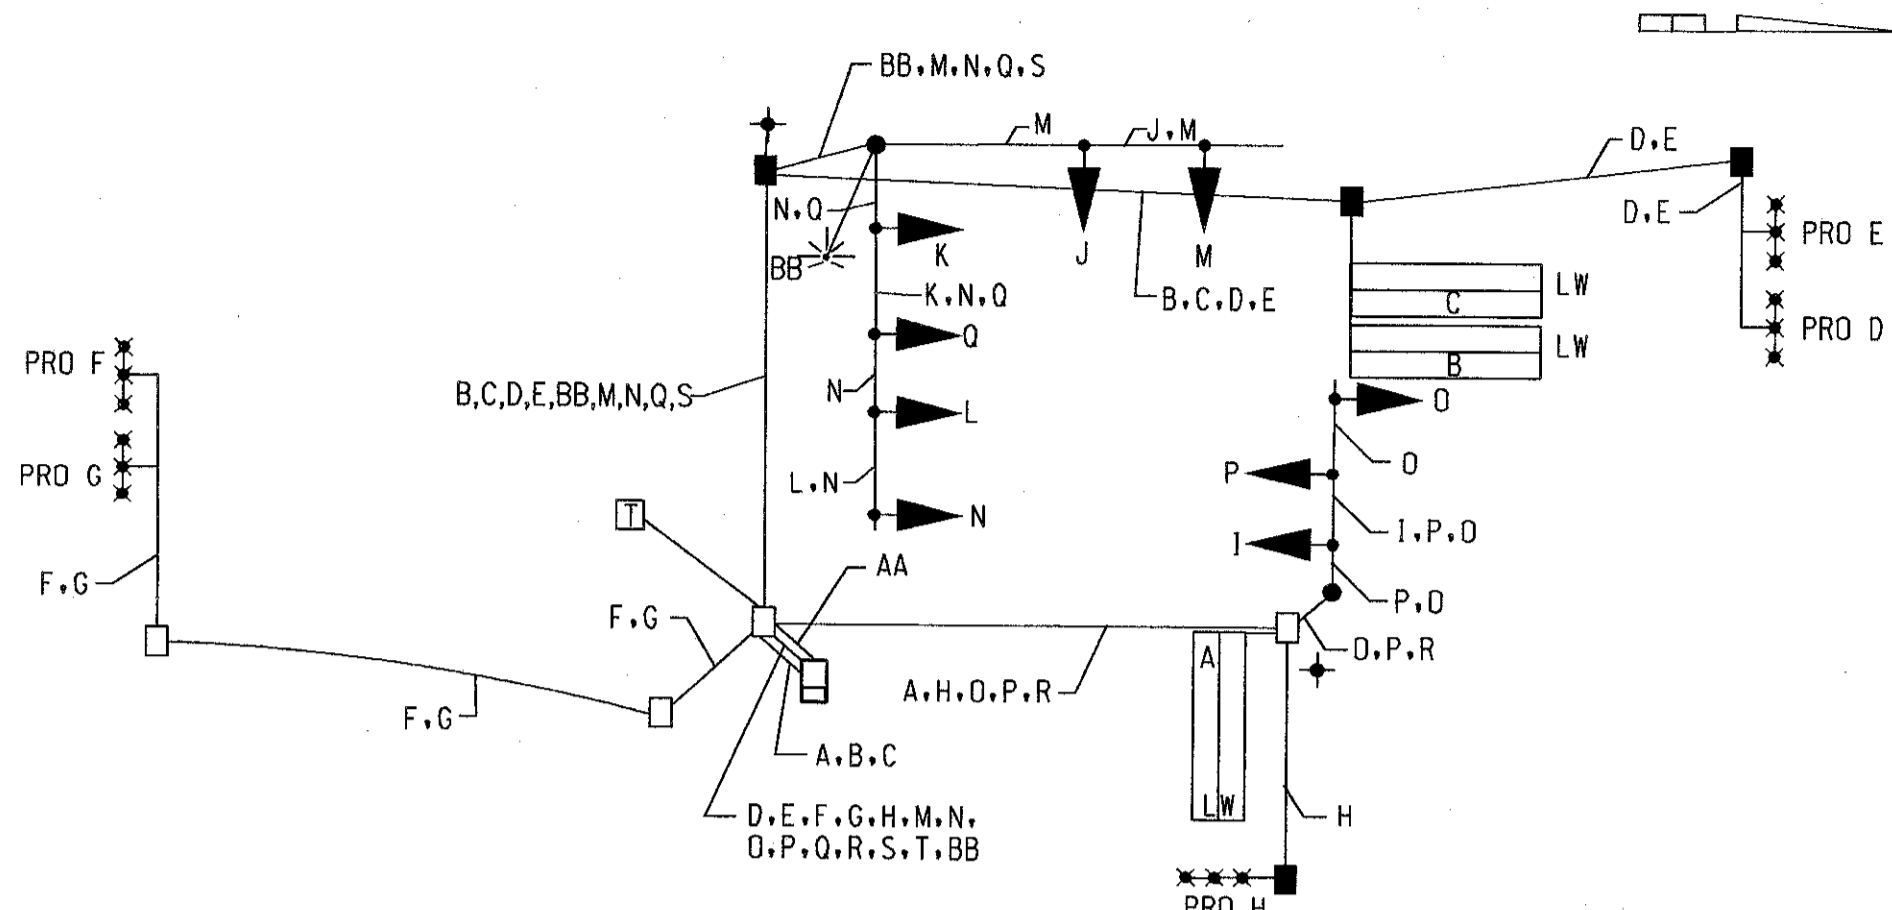 BB,M,N,Q,S
M
J,M
D,E
N,Q
D,E
PRO E
K
J
M
BB
K,N,Q
B,C,D,E
LW
C
PRO D
Q
LW
B
PRO F
B,C,D,E,BB,M,N,Q,S
N
O
L
PRO G
P
O
L,N
T
N
I
I,P,O
AA
F,G
F,G
P,O
A
O,P,R
A,H,O,P,R
F,G
A,B,C
LW
D,E,F,G,H,M,N,
O,P,Q,R,S,T,BB
H
PRO H